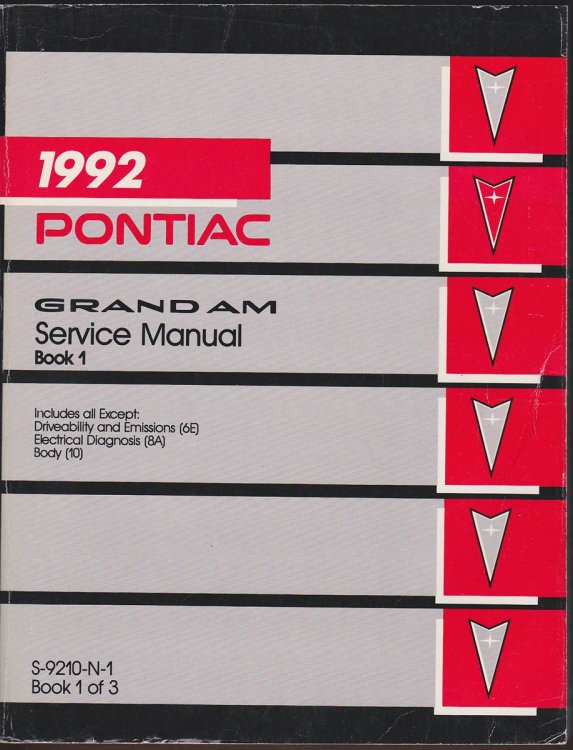 1992
PONTIAC
GRAND AM
Service Manual
Book 1
Includes all Except:
Driveability and Emissions (6E)
Electrical Diagnosis (8A)
Body (10)
S-9210-N-1
Book 1 of 3